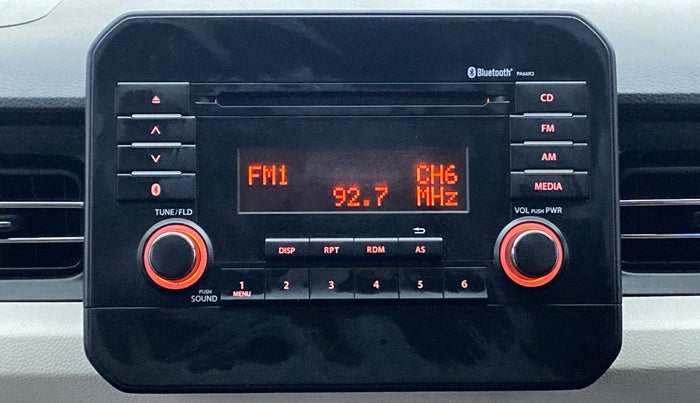 Bluetooth® PA66R2
CD
FM
AM
MEDIA
FM1 CH6
92.7 MHz
TUNE/FLD
VOL PUSH PWR
DISP RPT RDM AS
PUSH
SOUND
1 2 3 4 5 6
MENU